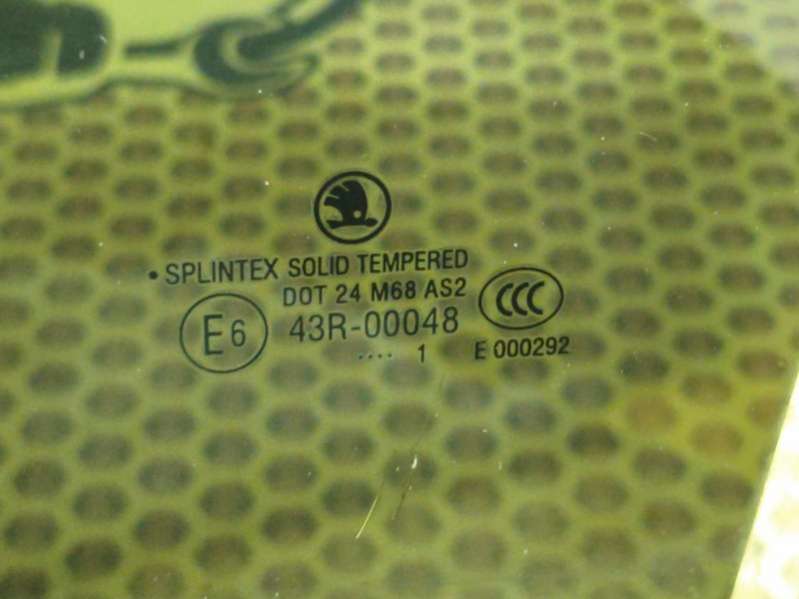 • SPLINTEX SOLID TEMPERED
DOT 24 M68 AS2
CCC
E6
43R-00048
.... 1
E 000292